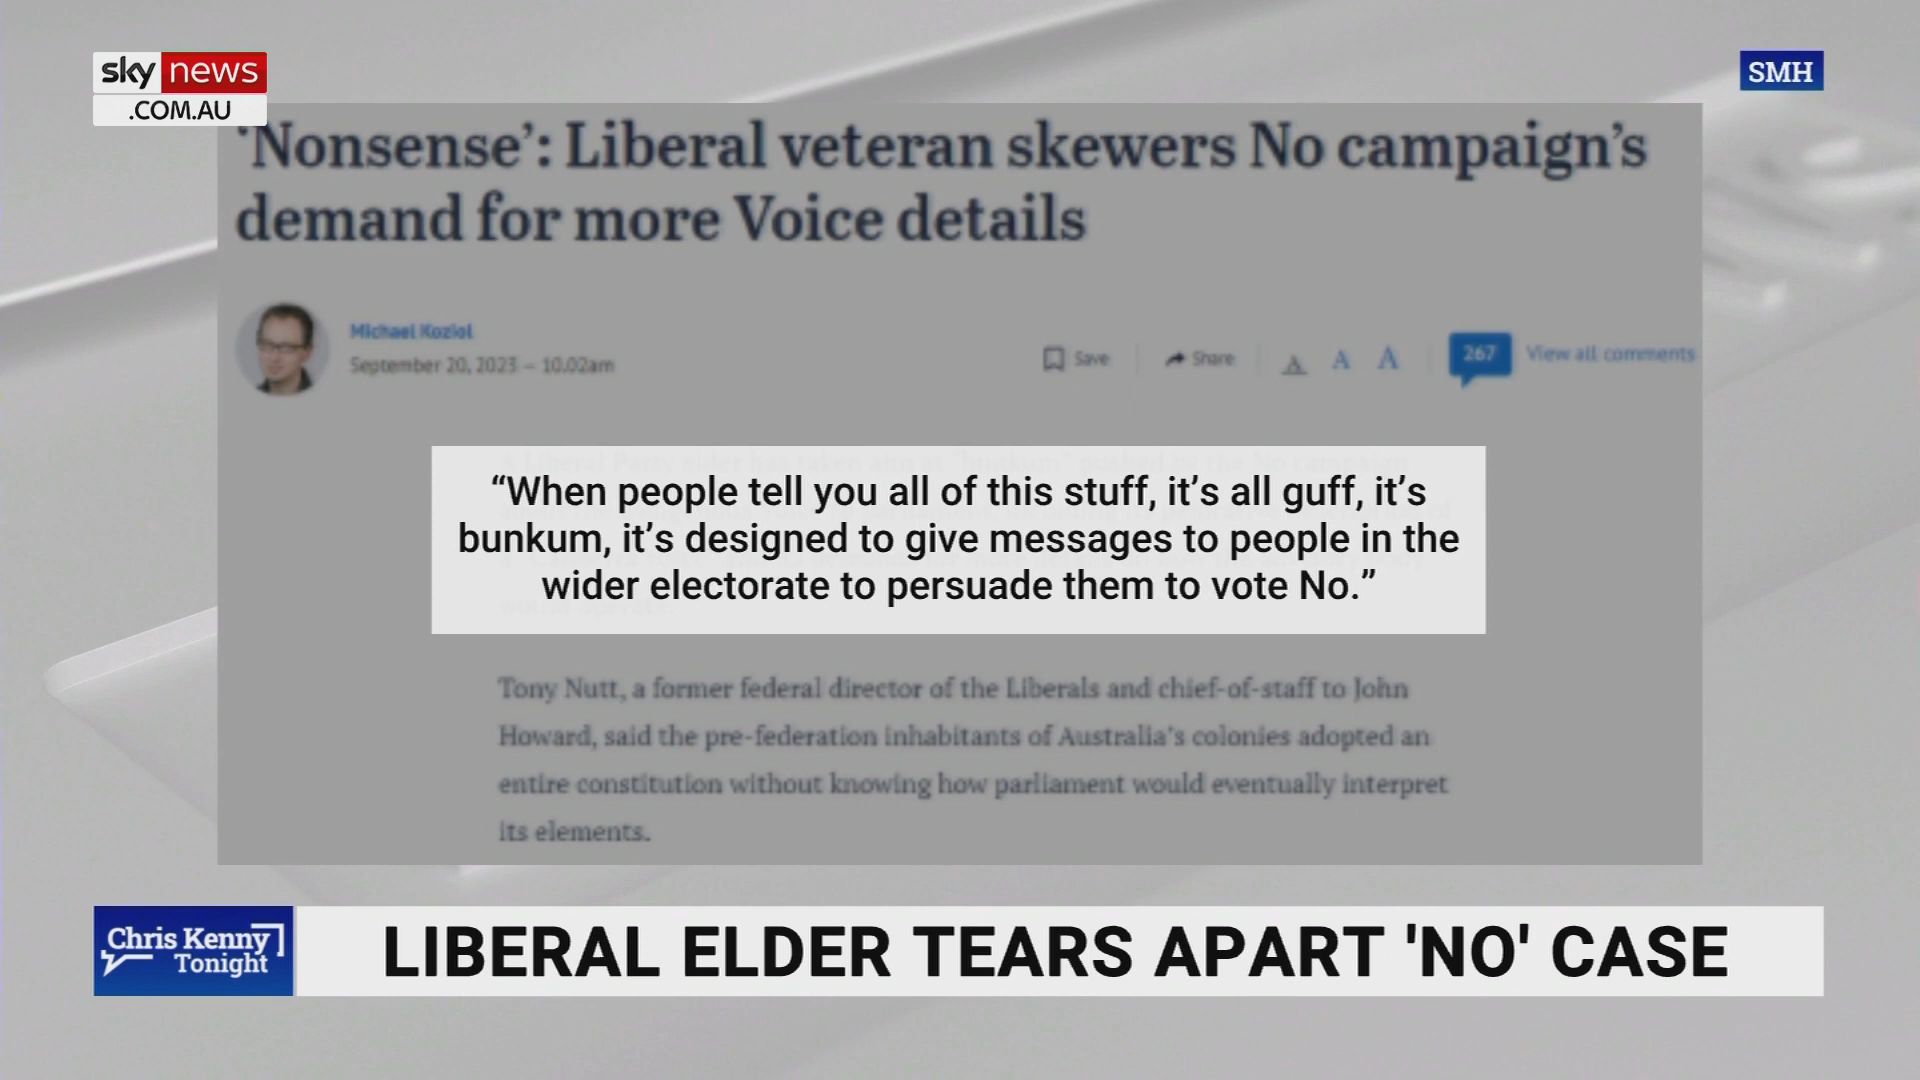 sky news
.COM.AU
SMH
‘Nonsense’: Liberal veteran skewers No campaign’s
demand for more Voice details
Michael Koziol
September 20, 2023 – 10.02am
Save
Share
A A A
267
View all comments
“When people tell you all of this stuff, it’s all guff, it’s
bunkum, it’s designed to give messages to people in the
wider electorate to persuade them to vote No.”
Tony Nutt, a former federal director of the Liberals and chief-of-staff to John
Howard, said the pre-federation inhabitants of Australia’s colonies adopted an
entire constitution without knowing how parliament would eventually interpret
its elements.
Chris Kenny
Tonight
LIBERAL ELDER TEARS APART 'NO' CASE